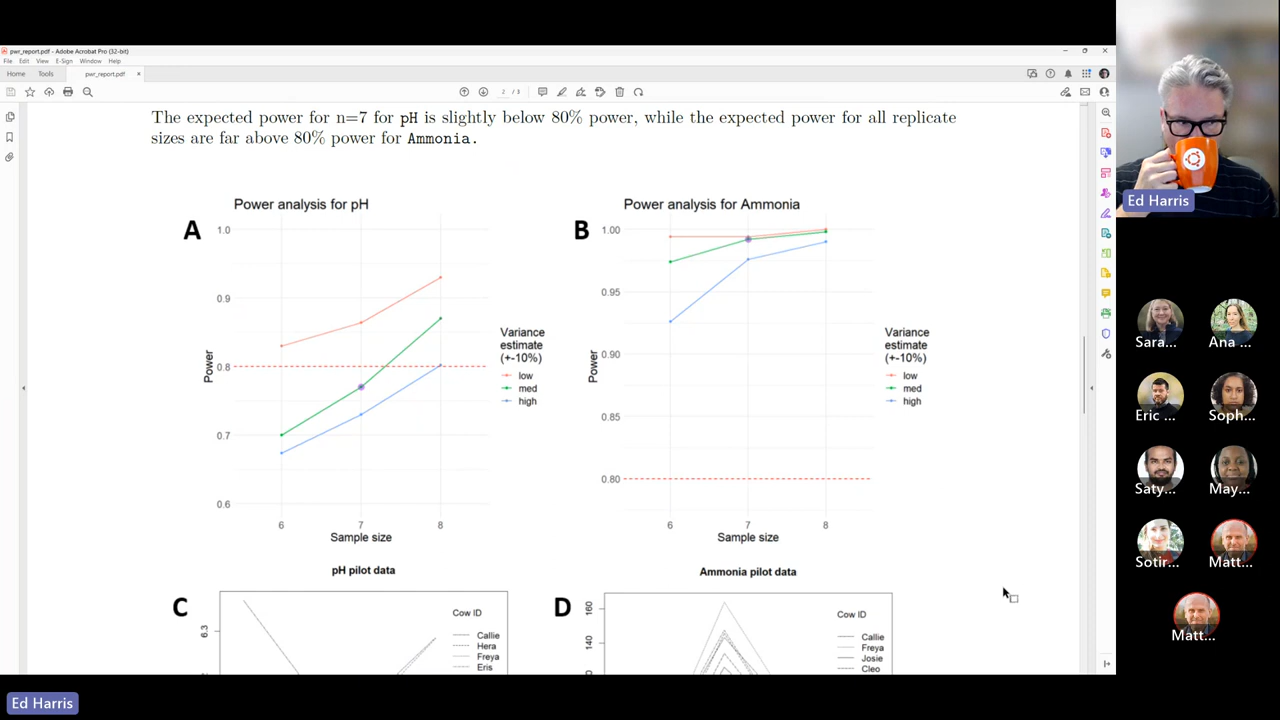 pwr_report.pdf - Adobe Acrobat Pro (32-bit)
File Edit View E-Sign Window Help
Home Tools pwr_report.pdf ×
2 / 3
The expected power for n=7 for pH is slightly below 80% power, while the expected power for all replicate
sizes are far above 80% power for Ammonia.
A
Power analysis for pH
1.0
0.9
0.8
0.7
0.6
Power
6 7 8
Sample size
Variance
estimate
(+-10%)
low
med
high
B
Power analysis for Ammonia
1.00
0.95
0.90
0.85
0.80
Power
6 7 8
Sample size
Variance
estimate
(+-10%)
low
med
high
C
pH pilot data
6.3
Cow ID
Callie
Hera
Freya
Eris
D
Ammonia pilot data
160
140
Cow ID
Callie
Freya
Josie
Cleo
Ed Harris
Sara...
Ana ...
Eric ...
Soph...
Saty...
May...
Sotir...
Matt...
Matt...
Ed Harris